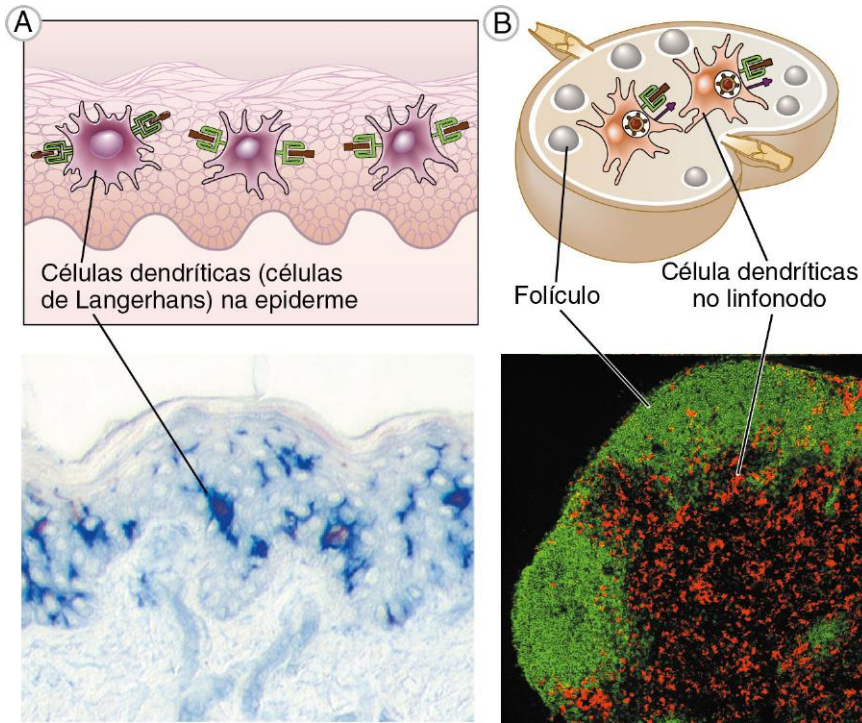 A
B
Células dendríticas (células
de Langerhans) na epiderme
Folículo
Célula dendríticas
no linfonodo